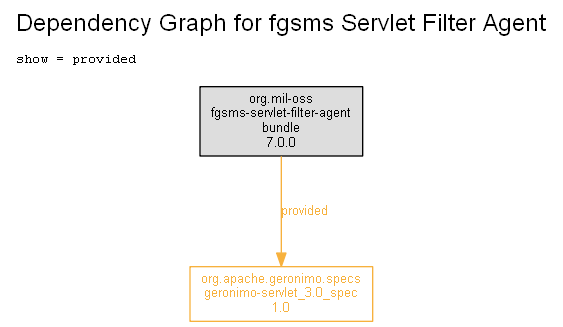 Dependency Graph for fgsms Servlet Filter Agent
show = provided
org.mil-oss
fgsms-servlet-filter-agent
bundle
7.0.0
provided
org.apache.geronimo.specs
geronimo-servlet_3.0_spec
1.0